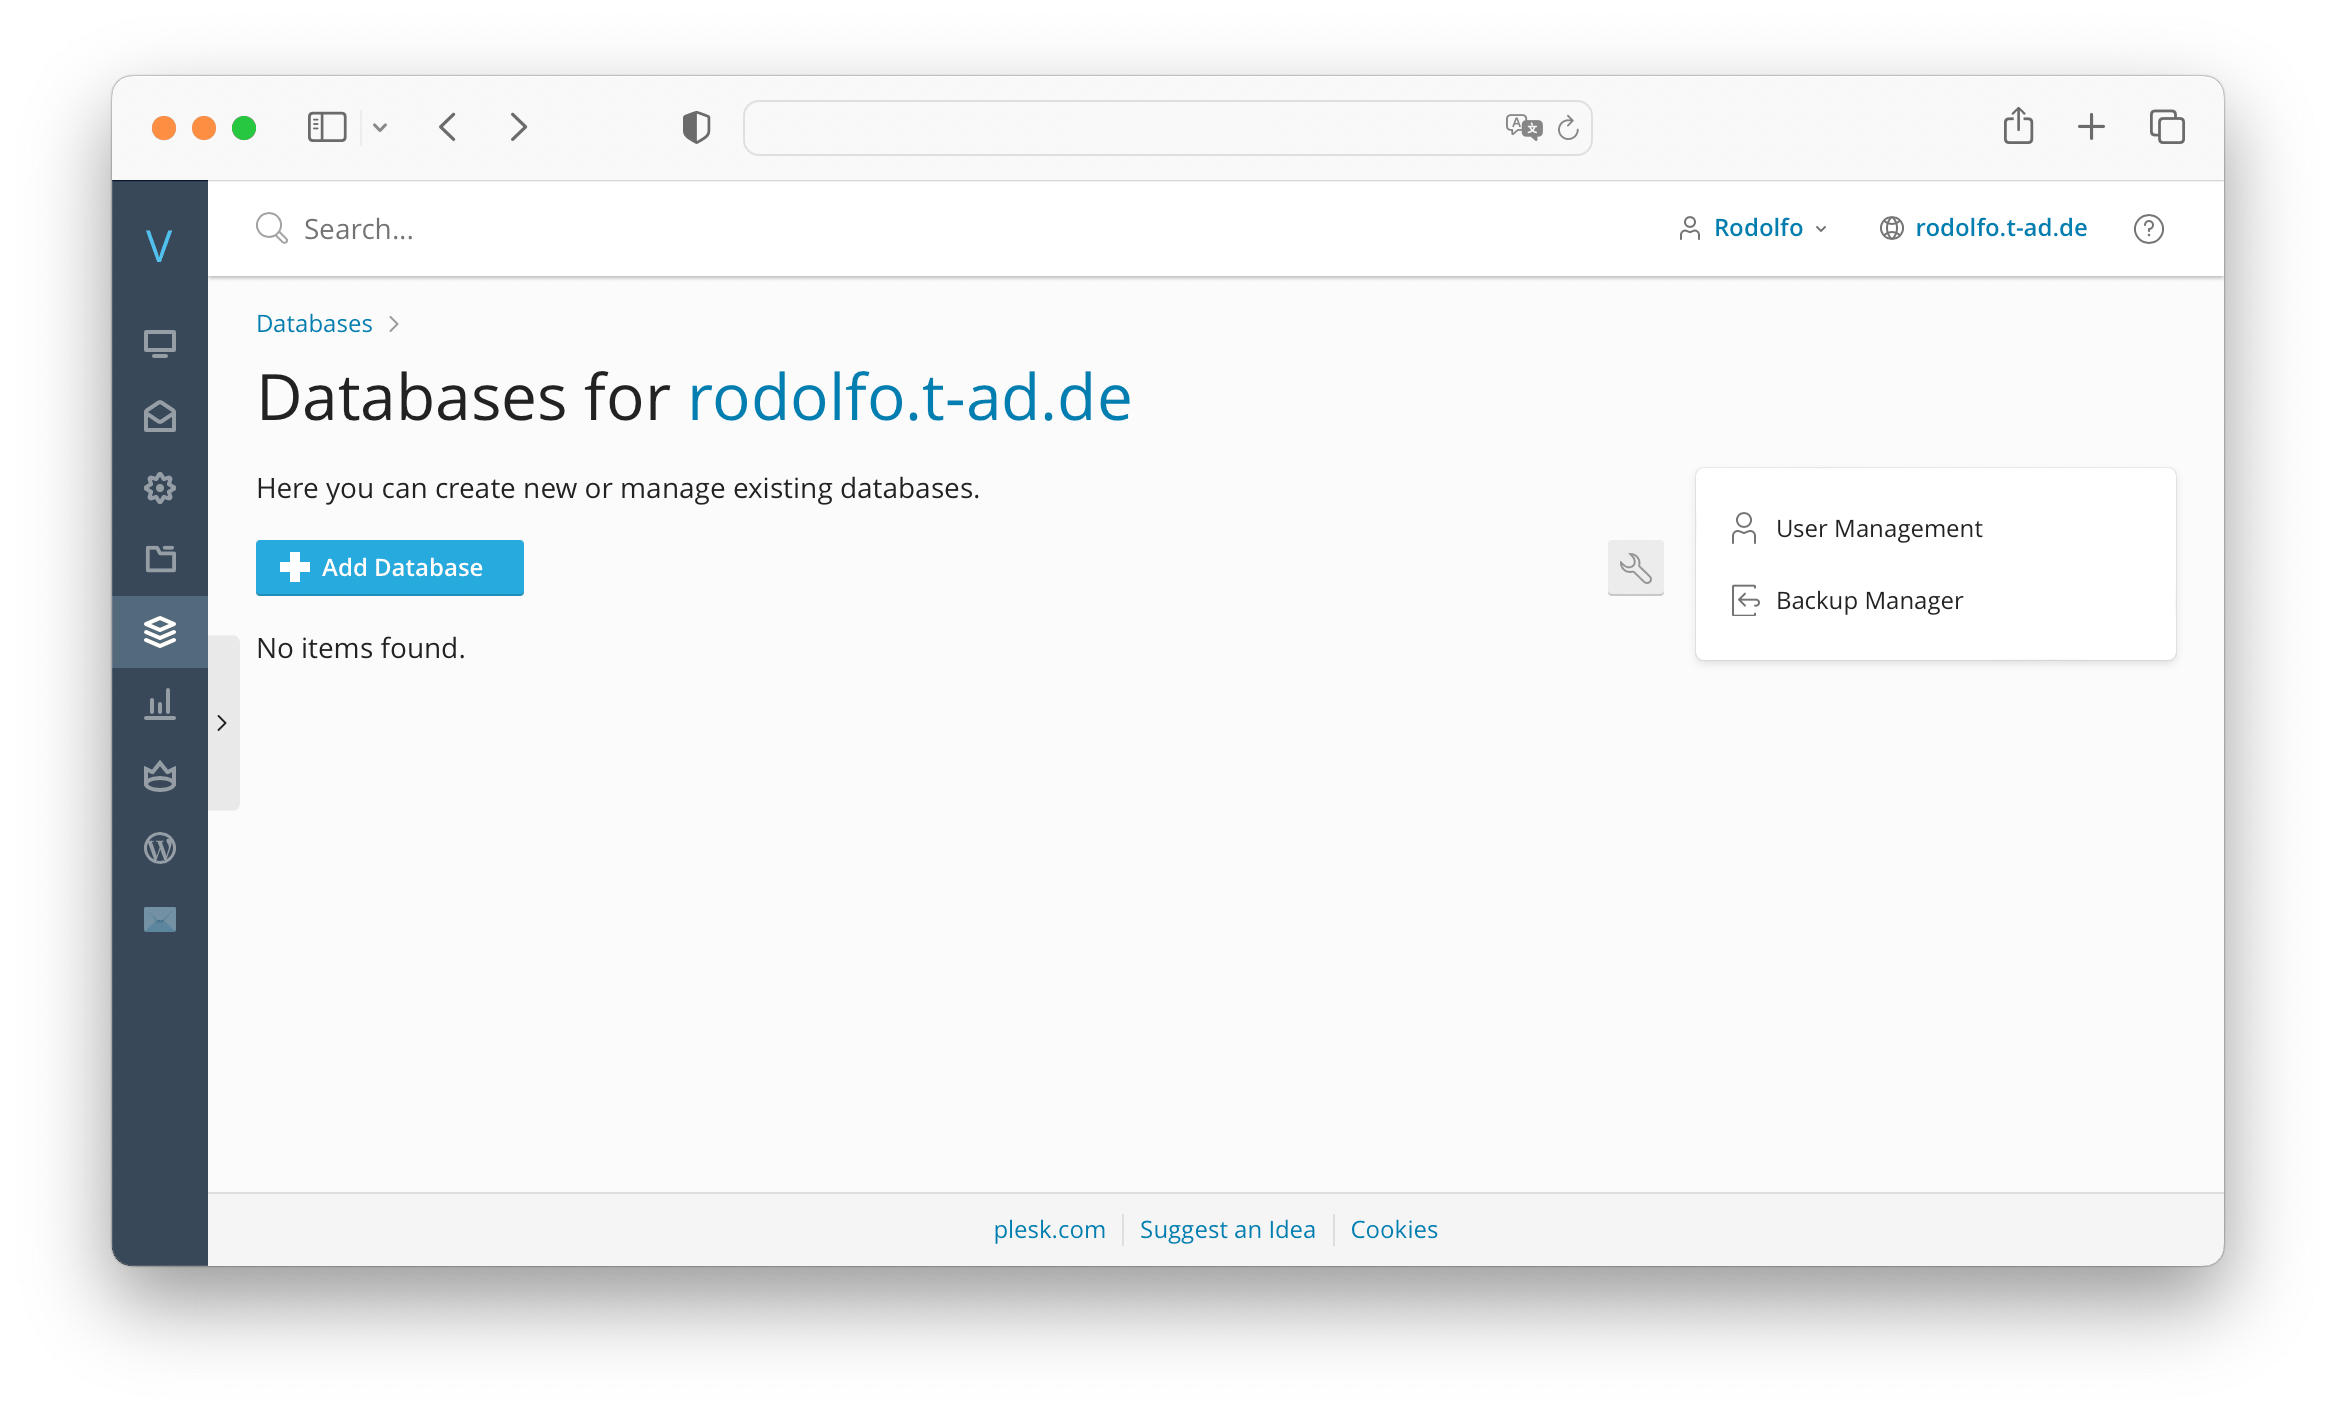 V
Search...
Rodolfo
rodolfo.t-ad.de
Databases
Databases for rodolfo.t-ad.de
Here you can create new or manage existing databases.
Add Database
No items found.
User Management
Backup Manager
plesk.com
Suggest an Idea
Cookies